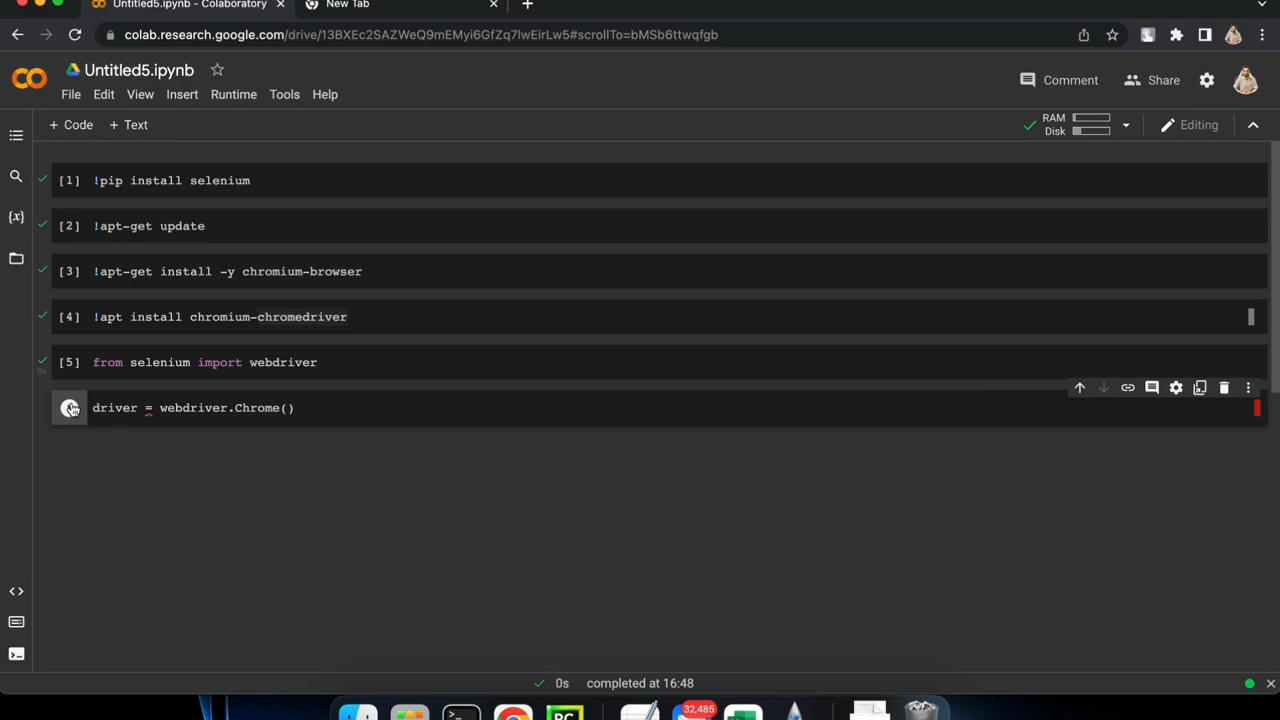 Untitled5.ipynb - Colaboratory
New Tab
colab.research.google.com/drive/13BXEc2SAZWeQ9mEMyi6GfZq7lwEirLw5#scrollTo=bMSb6ttwqfgb
Untitled5.ipynb
Comment
Share
File Edit View Insert Runtime Tools Help
+ Code + Text
RAM
Disk
Editing
[1] !pip install selenium
[2] !apt-get update
[3] !apt-get install -y chromium-browser
[4] !apt install chromium-chromedriver
0s
[5] from selenium import webdriver
driver = webdriver.Chrome()
{x}
0s completed at 16:48
32,485
PC